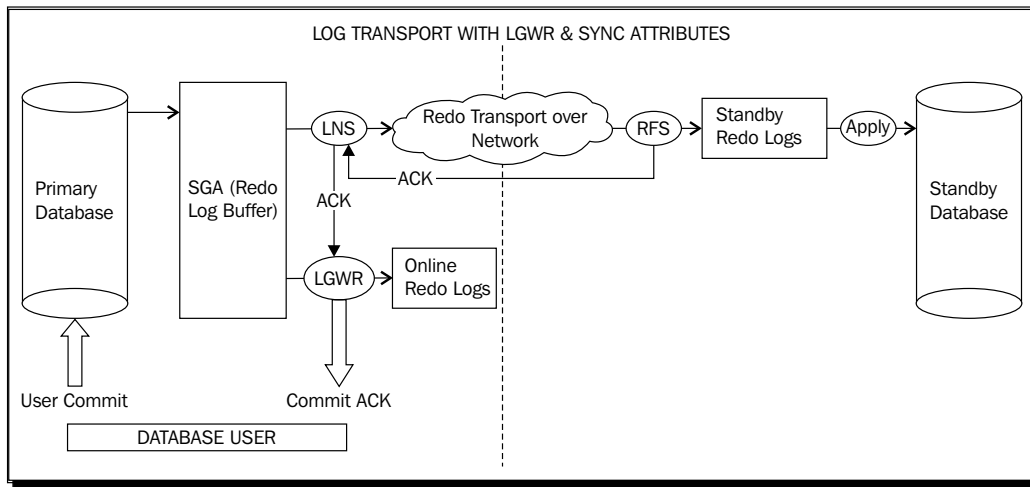 LOG TRANSPORT WITH LGWR & SYNC ATTRIBUTES
Primary
Database
SGA (Redo
Log Buffer)
LNS
Redo Transport over
Network
RFS
Standby
Redo Logs
Apply
Standby
Database
ACK
ACK
LGWR
Online
Redo Logs
User Commit
Commit ACK
DATABASE USER